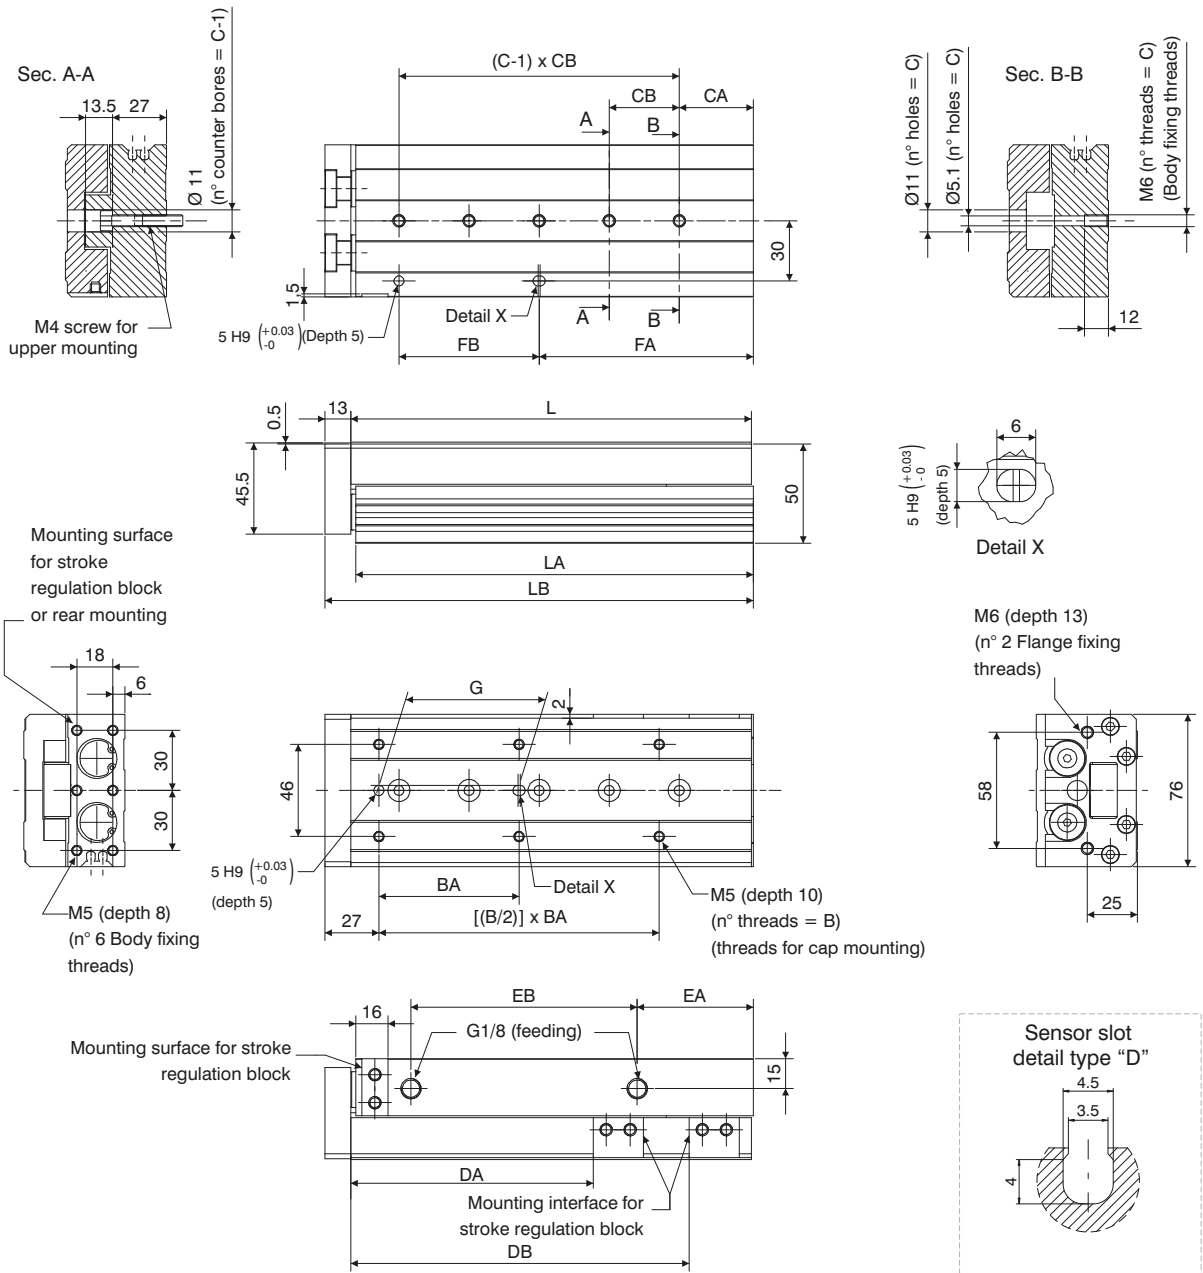 Sec. A-A
13.5
27
Ø 11
(n° counter bores = C-1)
M4 screw for
upper mounting
(C-1) x CB
CB
CA
A
B
30
1,5
5 H9 (+0.03 -0) (Depth 5)
Detail X
A
B
FB
FA
Sec. B-B
Ø11 (n° holes = C)
Ø5.1 (n° holes = C)
M6 (n° threads = C)
(Body fixing threads)
12
0.5
13
L
45.5
50
LA
LB
6
5 H9 (+0.03 -0)
(depth 5)
Detail X
Mounting surface
for stroke
regulation block
or rear mounting
18
6
30
30
M5 (depth 8)
(n° 6 Body fixing
threads)
G
2
46
5 H9 (+0.03 -0)
(depth 5)
BA
Detail X
27
[(B/2)] x BA
M5 (depth 10)
(n° threads = B)
(threads for cap mounting)
M6 (depth 13)
(n° 2 Flange fixing
threads)
58
76
25
EB
EA
16
G1/8 (feeding)
15
Mounting surface for stroke
regulation block
DA
Mounting interface for
stroke regulation block
DB
Sensor slot
detail type “D”
4.5
3.5
4